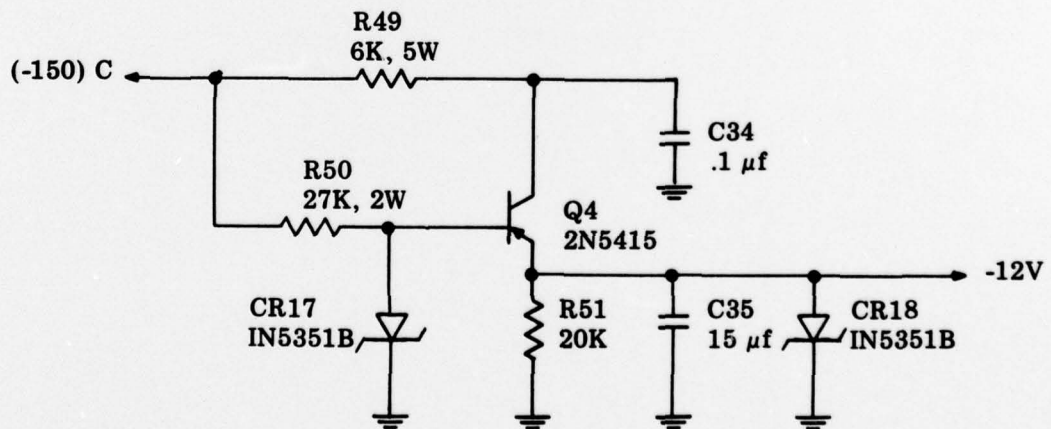 R49
6K, 5W
(-150) C
C34
.1 μf
R50
27K, 2W
Q4
2N5415
-12V
CR17
IN5351B
R51
20K
C35
15 μf
CR18
IN5351B